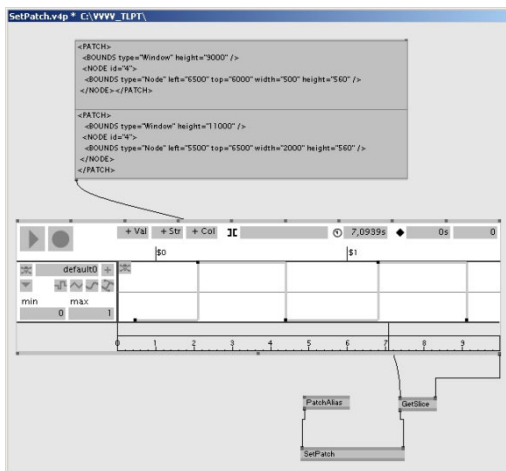 SetPatch.v4p * C:\VVVV_TLPT\
<PATCH>
<BOUNDS type="Window" height="9000" />
<NODE id="4">
<BOUNDS type="Node" left="6500" top="6000" width="500" height="560" />
</NODE></PATCH>
<PATCH>
<BOUNDS type="Window" height="11000" />
<NODE id="4">
<BOUNDS type="Node" left="5500" top="6500" width="2000" height="560" />
</NODE>
</PATCH>
+ Val + Str + Col 7,0939s 0s 0
$0 $1
default0 +
min max
0 1
0 1 2 3 4 5 6 7 8 9
PatchAlias GetSlice
SetPatch